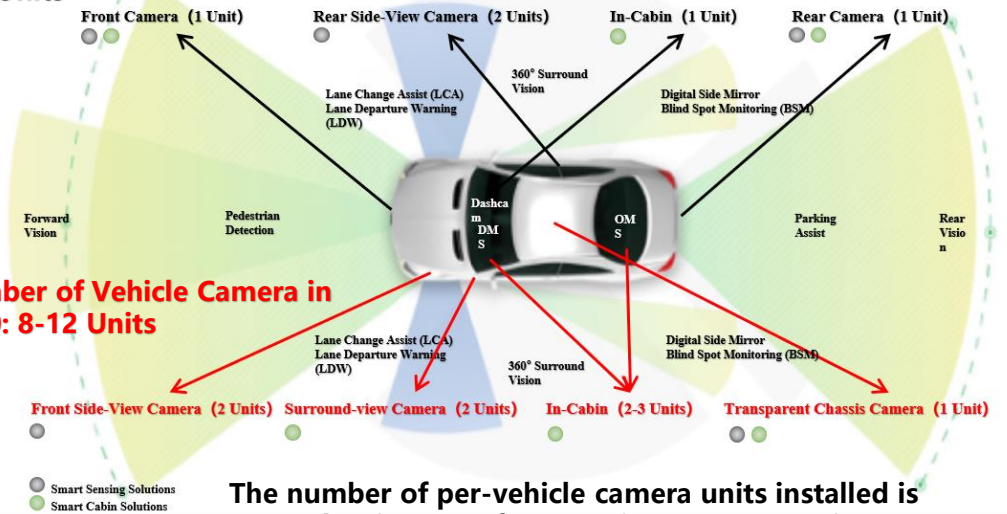 Front Camera (1 Unit)
Rear Side-View Camera (2 Units)
In-Cabin (1 Unit)
Rear Camera (1 Unit)
360° Surround
Vision
Lane Change Assist (LCA)
Lane Departure Warning
(LDW)
Digital Side Mirror
Blind Spot Monitoring (BSM)
Forward
Vision
Pedestrian
Detection
Dashca
m
DM
S
OM
S
Parking
Assist
Rear
Visio
n
of Vehicle Camera in
8-12 Units
Lane Change Assist (LCA)
Lane Departure Warning
(LDW)
360° Surround
Vision
Digital Side Mirror
Blind Spot Monitoring (BSM)
Front Side-View Camera (2 Units)
Surround-view Camera (2 Units)
In-Cabin (2-3 Units)
Transparent Chassis Camera (1 Unit)
Smart Sensing Solutions
Smart Cabin Solutions
The number of per-vehicle camera units installed is